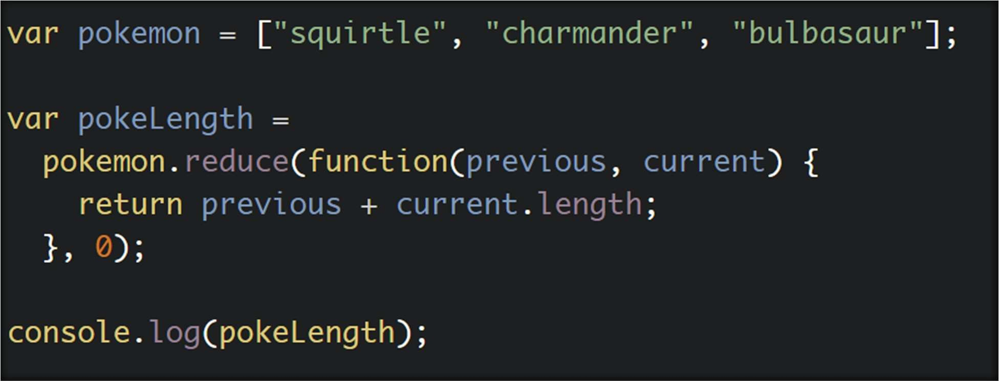 var pokemon = ["squirtle", "charmander", "bulbasaur"];
var pokeLength =
pokemon.reduce(function(previous, current) {
return previous + current.length;
}, 0);
console.log(pokeLength);